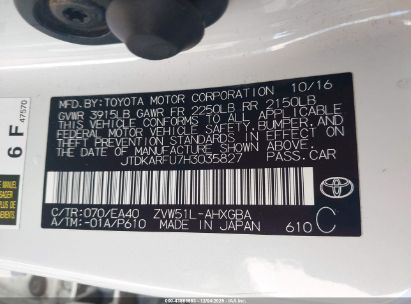 MFD. BY: TOYOTA MOTOR CORPORATION 10/16
GVWR 3915LB GAWR FR 2250LB RR 2150LB
THIS VEHICLE CONFORMS TO ALL APPLICABLE
FEDERAL MOTOR VEHICLE SAFETY, BUMPER, AND
THEFT PREVENTION STANDARDS IN EFFECT ON
THE DATE OF MANUFACTURE SHOWN ABOVE.
JTDKARFU7H3035827 PASS.CAR
C/TR: 070/EA40 ZVW51L-AHXGBA
A/TM: -01A/P610 MADE IN JAPAN 610 C
TOYOTA
6 F 47570